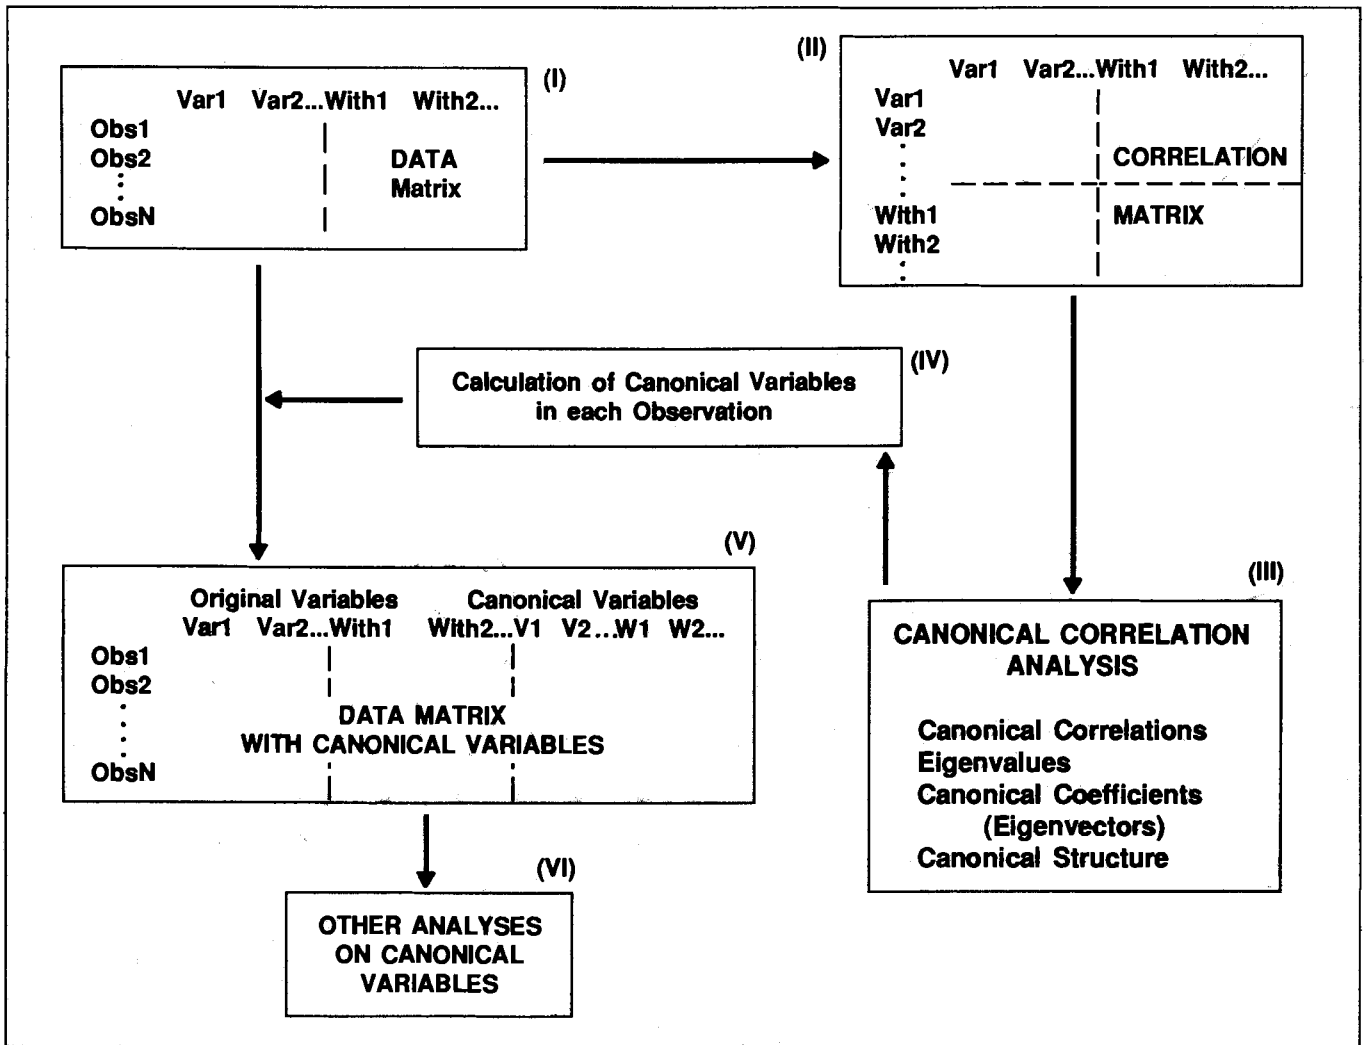 (I)
Var1 Var2...With1 With2...
Obs1
Obs2
DATA
Matrix
ObsN
(II)
Var1 Var2...With1 With2...
Var1
Var2
CORRELATION
MATRIX
With1
With2
(IV)
Calculation of Canonical Variables
in each Observation
(III)
CANONICAL CORRELATION
ANALYSIS
Canonical Correlations
Eigenvalues
Canonical Coefficients
(Eigenvectors)
Canonical Structure
(V)
Original Variables Canonical Variables
Var1 Var2...With1 With2...V1 V2...W1 W2...
Obs1
Obs2
DATA MATRIX
WITH CANONICAL VARIABLES
ObsN
(VI)
OTHER ANALYSES
ON CANONICAL
VARIABLES